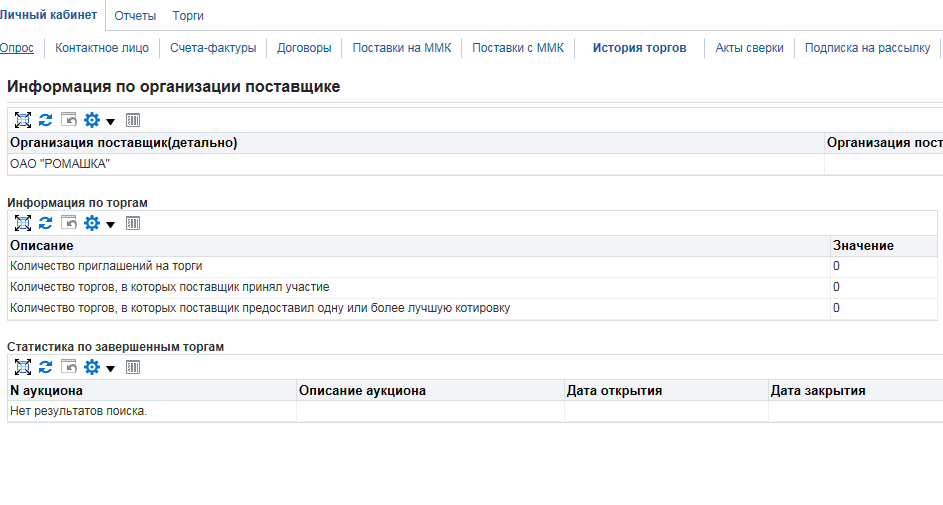 Личный кабинет Отчеты Торги
Опрос Контактное лицо Счета-фактуры Договоры Поставки на ММК Поставки с ММК История торгов Акты сверки Подписка на рассылку
Информация по организации поставщике
Организация поставщик(детально) Организация пост
ОАО "РОМАШКА"
Информация по торгам
Описание Значение
Количество приглашений на торги 0
Количество торгов, в которых поставщик принял участие 0
Количество торгов, в которых поставщик предоставил одну или более лучшую котировку 0
Статистика по завершенным торгам
N аукциона Описание аукциона Дата открытия Дата закрытия
Нет результатов поиска.